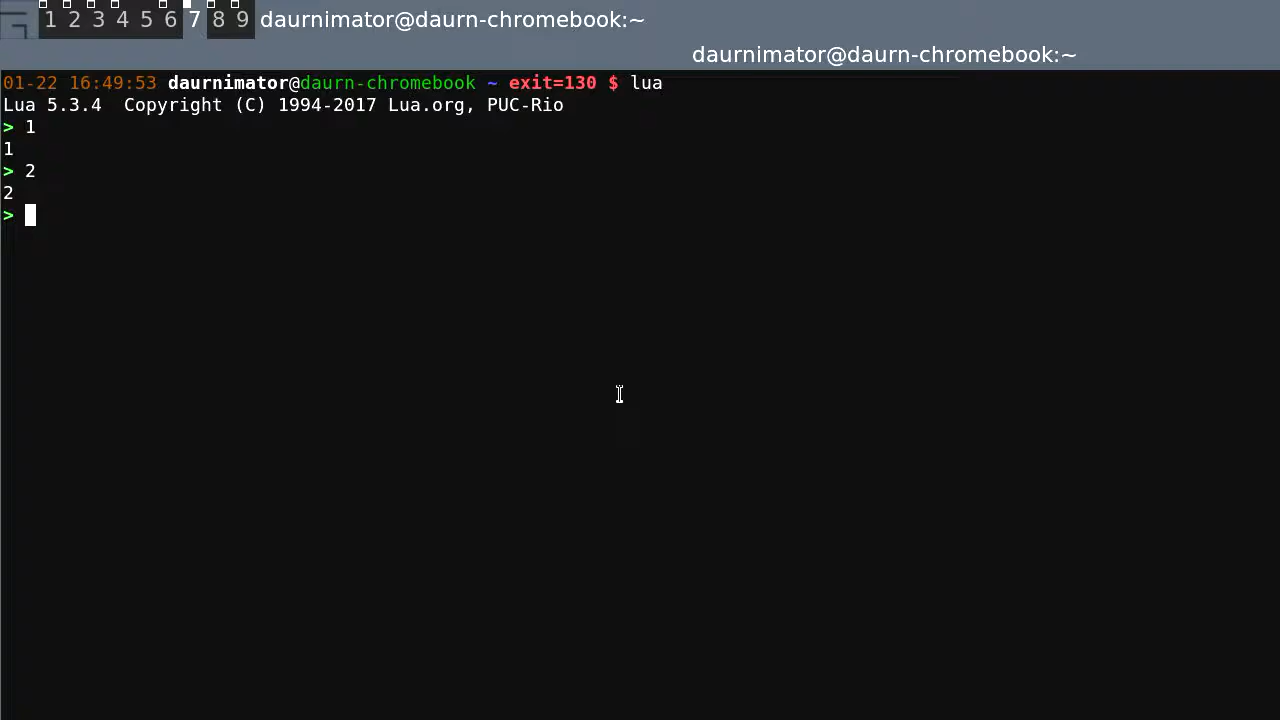 1 2 3 4 5 6 7 8 9 daurnimator@daurn-chromebook:~
daurnimator@daurn-chromebook:~
01-22 16:49:53 daurnimator@daurn-chromebook ~ exit=130 $ lua
Lua 5.3.4  Copyright (C) 1994-2017 Lua.org, PUC-Rio
> 1
1
> 2
2
>